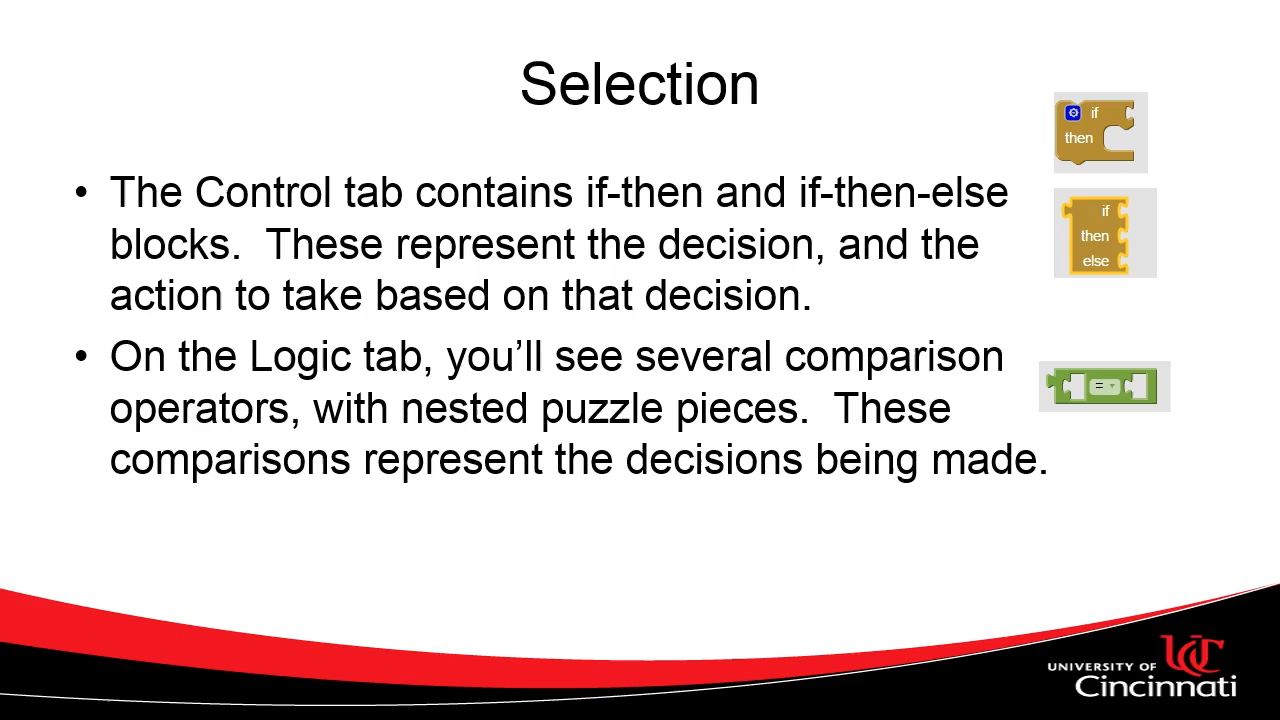 Selection
if
then
• The Control tab contains if-then and if-then-else
blocks.  These represent the decision, and the
action to take based on that decision.
if
then
else
• On the Logic tab, you’ll see several comparison
operators, with nested puzzle pieces.  These
comparisons represent the decisions being made.
=
UNIVERSITY OF UC
Cincinnati